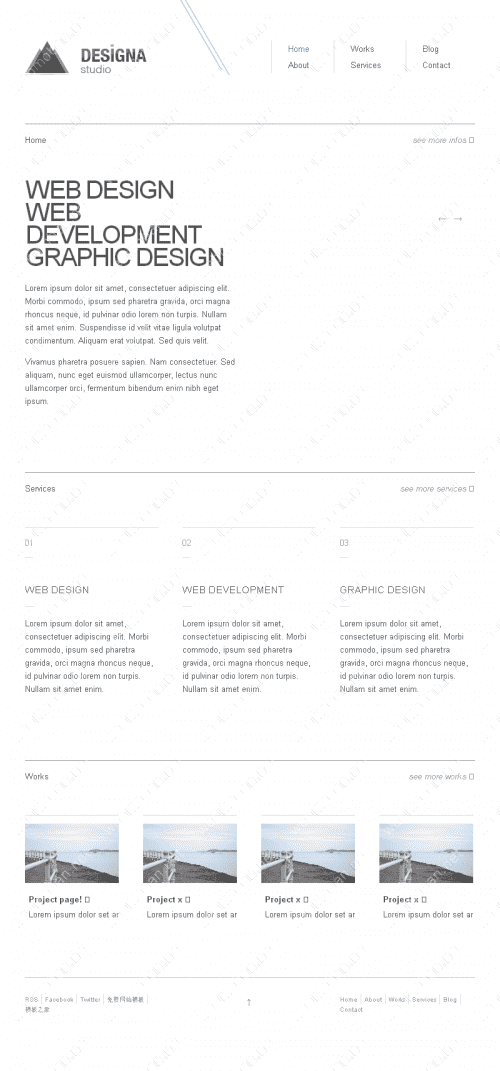 DESIGNA
studio
Home
Works
Blog
About
Services
Contact
Home
see more infos
← →
WEB DESIGN
WEB
DEVELOPMENT
GRAPHIC DESIGN
Lorem ipsum dolor sit amet, consectetuer adipiscing elit.
Morbi commodo, ipsum sed pharetra gravida, orci magna
rhoncus neque, id pulvinar odio lorem non turpis. Nullam
sit amet enim. Suspendisse id velit vitae ligula volutpat
condimentum. Aliquam erat volutpat. Sed quis velit.
Vivamus pharetra posuere sapien. Nam consectetuer. Sed
aliquam, nunc eget euismod ullamcorper, lectus nunc
ullamcorper orci, fermentum bibendum enim nibh eget
ipsum.
Services
see more services
01
WEB DESIGN
Lorem ipsum dolor sit amet,
consectetuer adipiscing elit. Morbi
commodo, ipsum sed pharetra
gravida, orci magna rhoncus neque,
id pulvinar odio lorem non turpis.
Nullam sit amet enim.
02
WEB DEVELOPMENT
Lorem ipsum dolor sit amet,
consectetuer adipiscing elit. Morbi
commodo, ipsum sed pharetra
gravida, orci magna rhoncus neque,
id pulvinar odio lorem non turpis.
Nullam sit amet enim.
03
GRAPHIC DESIGN
Lorem ipsum dolor sit amet,
consectetuer adipiscing elit. Morbi
commodo, ipsum sed pharetra
gravida, orci magna rhoncus neque,
id pulvinar odio lorem non turpis.
Nullam sit amet enim.
Works
see more works
Project page!
Lorem ipsum dolor set ar
Project x
Lorem ipsum dolor set ar
Project x
Lorem ipsum dolor set ar
Project x
Lorem ipsum dolor set ar
RSS | Facebook | Twitter | 免费网站模板 |
模板之家
↑
Home | About | Works | Services | Blog |
Contact